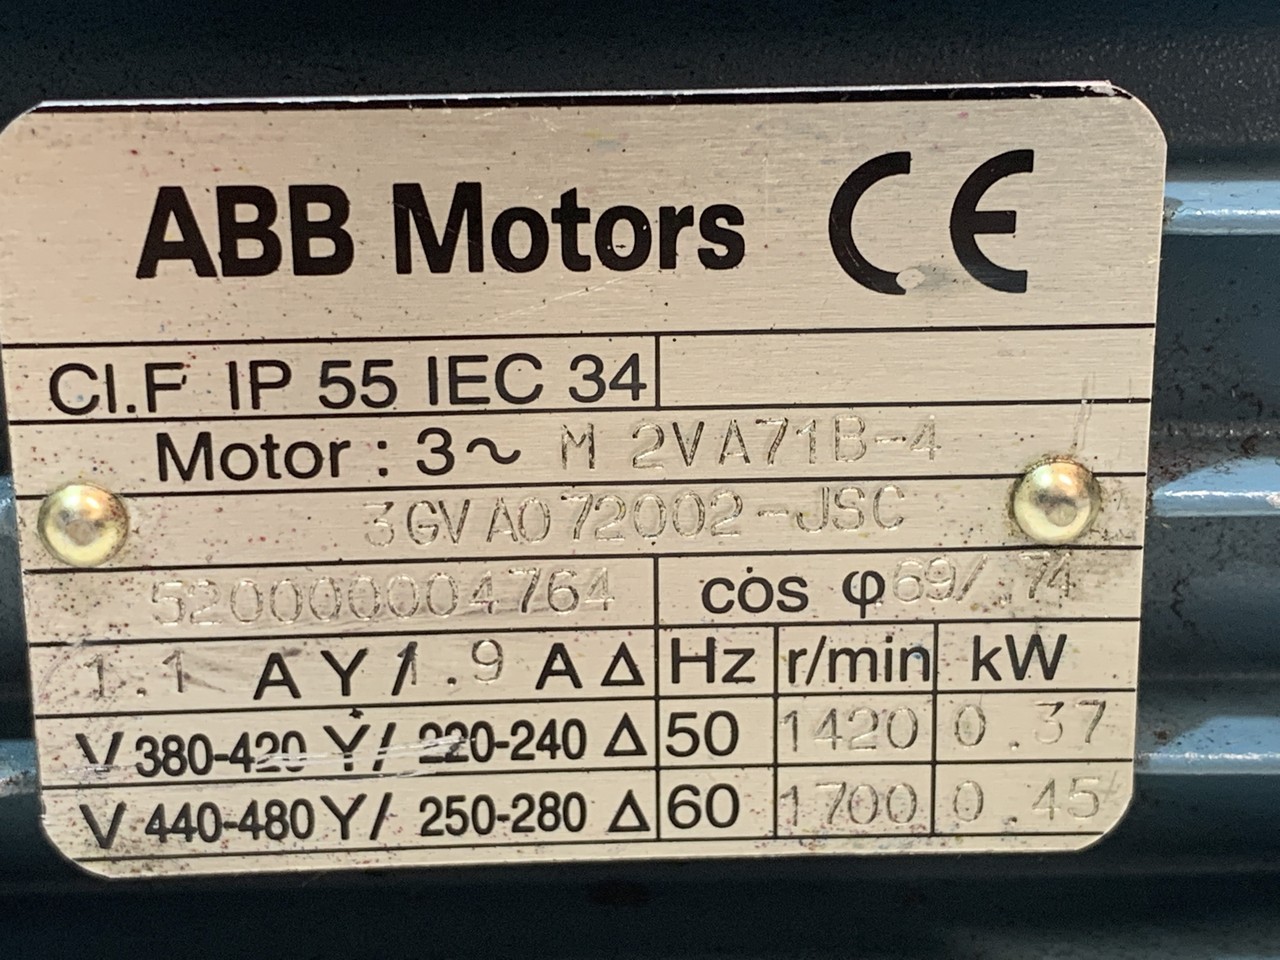 ABB Motors CE
Cl.F IP 55 IEC 34
Motor : 3~ M 2VA71B-4
3GVA072002-JSC
520000004764 cos φ 69/.74
1.1 A Y/1.9 A Δ Hz r/min kW
V 380-420 Y/ 220-240 Δ 50 1420 0.37
V 440-480 Y/ 250-280 Δ 60 1700 0.45